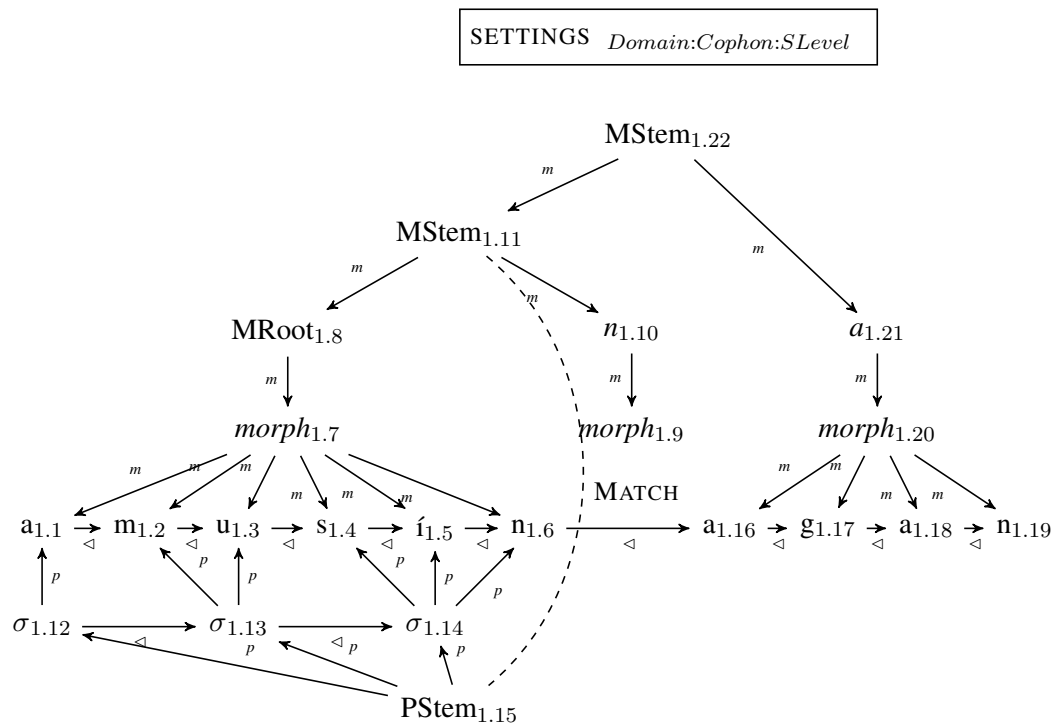 SETTINGS Domain:Cophon:SLevel
MStem1.22
m
MStem1.11
m m
m
MRoot1.8 n1.10 a1.21
m m m
morph1.7 morph1.9 morph1.20
m m m m m m m m m m
MATCH
a1.1 m1.2 u1.3 s1.4 í1.5 n1.6 a1.16 g1.17 a1.18 n1.19
◁ ◁ ◁ ◁ ◁ ◁ ◁ ◁ ◁
p p p p p p
σ1.12 σ1.13 σ1.14
◁ ◁
p p p
PStem1.15